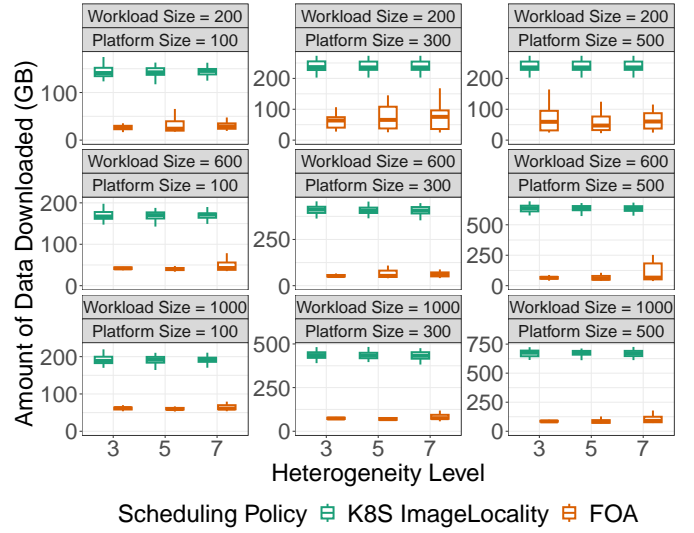 Workload Size = 200 Workload Size = 200 Workload Size = 200
Platform Size = 100 Platform Size = 300 Platform Size = 500
100
0
200
100
0
200
100
0
Workload Size = 600 Workload Size = 600 Workload Size = 600
Platform Size = 100 Platform Size = 300 Platform Size = 500
200
100
0
250
0
500
250
0
Workload Size = 1000 Workload Size = 1000 Workload Size = 1000
Platform Size = 100 Platform Size = 300 Platform Size = 500
200
100
0
500
250
0
750
500
250
0
3 5 7 3 5 7 3 5 7
Amount of Data Downloaded (GB)
Heterogeneity Level
Scheduling Policy K8S ImageLocality FOA